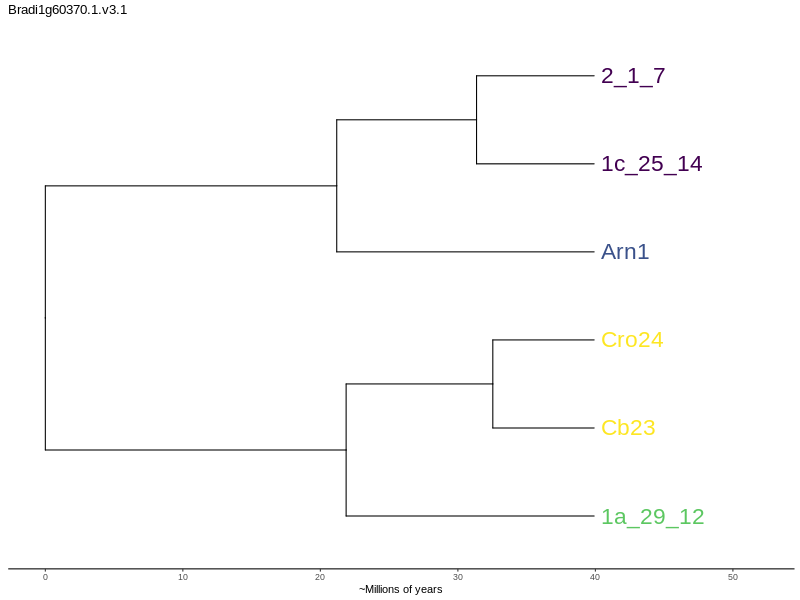 Bradi1g60370.1.v3.1
2_1_7
1c_25_14
Arn1
Cro24
Cb23
1a_29_12
0 10 20 30 40 50
~Millions of years